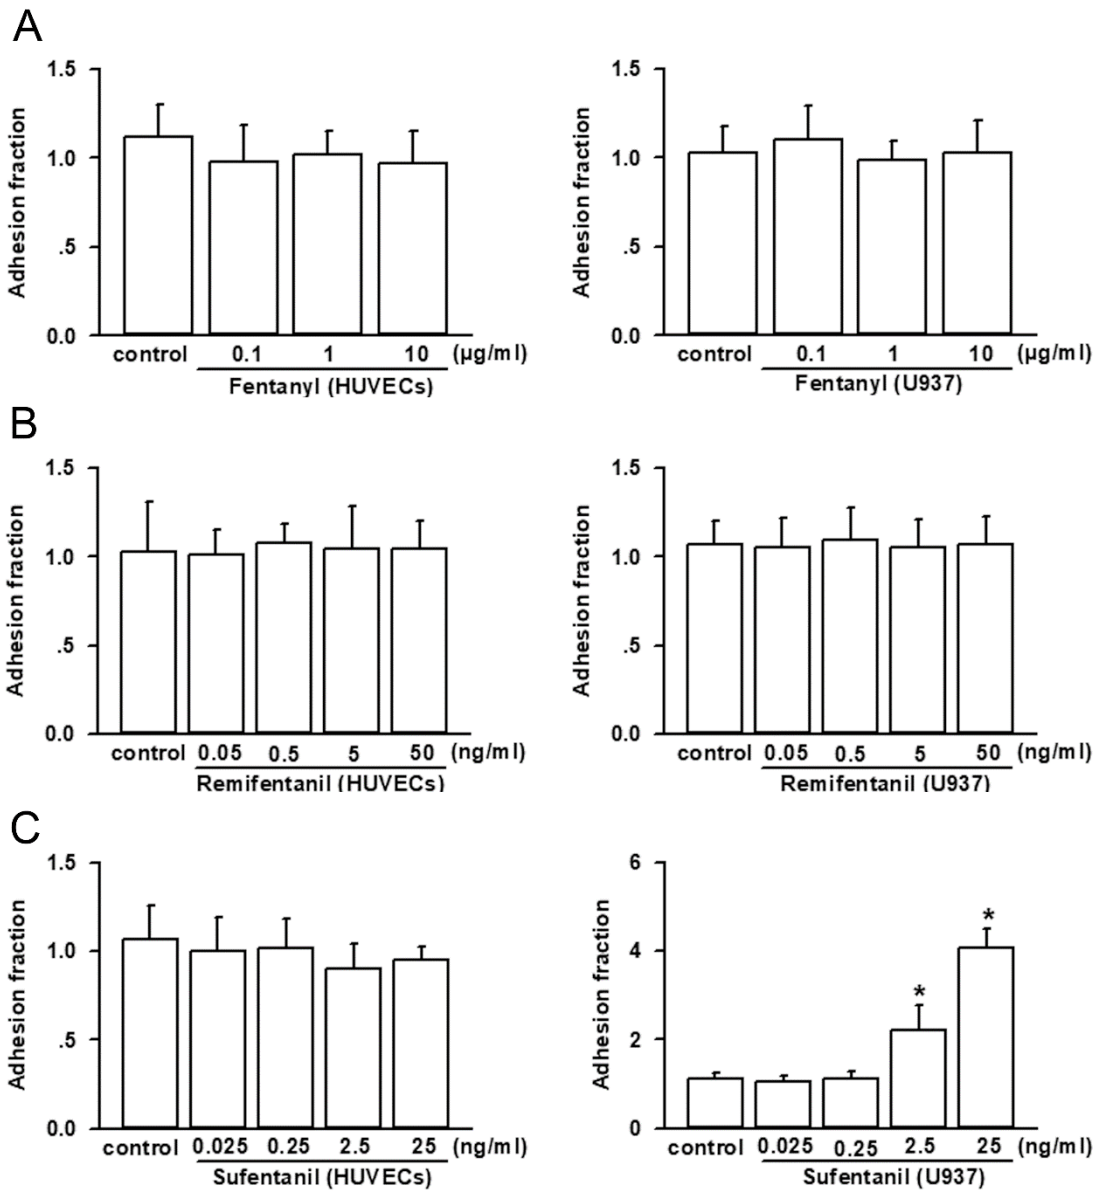 A
1.5
1.0
.5
0.0
Adhesion fraction
control 0.1 1 10 (µg/ml)
Fentanyl (HUVECs)
1.5
1.0
.5
0.0
Adhesion fraction
control 0.1 1 10 (µg/ml)
Fentanyl (U937)
B
1.5
1.0
.5
0.0
Adhesion fraction
control 0.05 0.5 5 50 (ng/ml)
Remifentanil (HUVECs)
1.5
1.0
.5
0.0
Adhesion fraction
control 0.05 0.5 5 50 (ng/ml)
Remifentanil (U937)
C
1.5
1.0
.5
0.0
Adhesion fraction
control 0.025 0.25 2.5 25 (ng/ml)
Sufentanil (HUVECs)
6
4
2
0
Adhesion fraction
*
*
control 0.025 0.25 2.5 25 (ng/ml)
Sufentanil (U937)